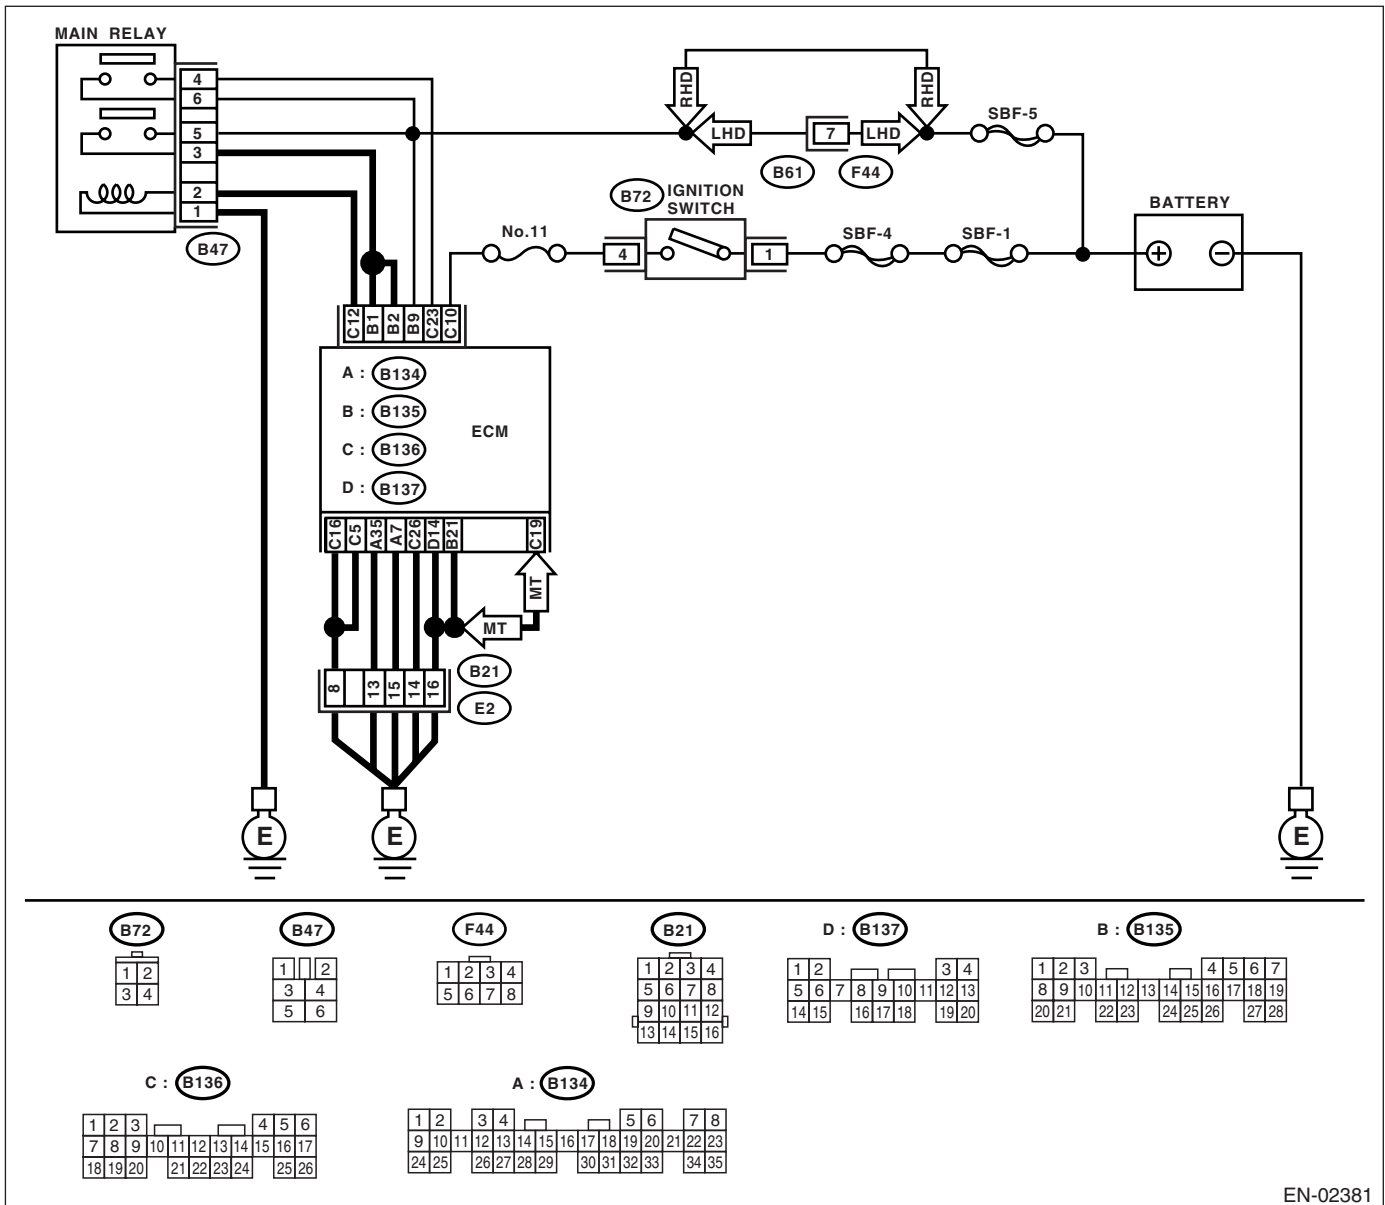 MAIN RELAY
4
6
5
3
2
1
B47
RHD
RHD
LHD
7
LHD
B61
F44
SBF-5
B72
IGNITION
SWITCH
No.11
4
1
SBF-4
SBF-1
BATTERY
+
−
C12 B1 B2 B9 C23 C10
A : B134
B : B135
C : B136
D : B137
ECM
C16 C5 A35 A7 C26 D14 B21 C19
MT
MT
B21
E2
8 13 15 14 16
E
E
E
B72
1 2
3 4
B47
1 2
3 4
5 6
F44
1 2 3 4
5 6 7 8
B21
1 2 3 4
5 6 7 8
9 10 11 12
13 14 15 16
D : B137
1 2 3 4
5 6 7 8 9 10 11 12 13
14 15 16 17 18 19 20
B : B135
1 2 3 4 5 6 7
8 9 10 11 12 13 14 15 16 17 18 19
20 21 22 23 24 25 26 27 28
C : B136
1 2 3 4 5 6
7 8 9 10 11 12 13 14 15 16 17
18 19 20 21 22 23 24 25 26
A : B134
1 2 3 4 5 6 7 8
9 10 11 12 13 14 15 16 17 18 19 20 21 22 23
24 25 26 27 28 29 30 31 32 33 34 35
EN-02381